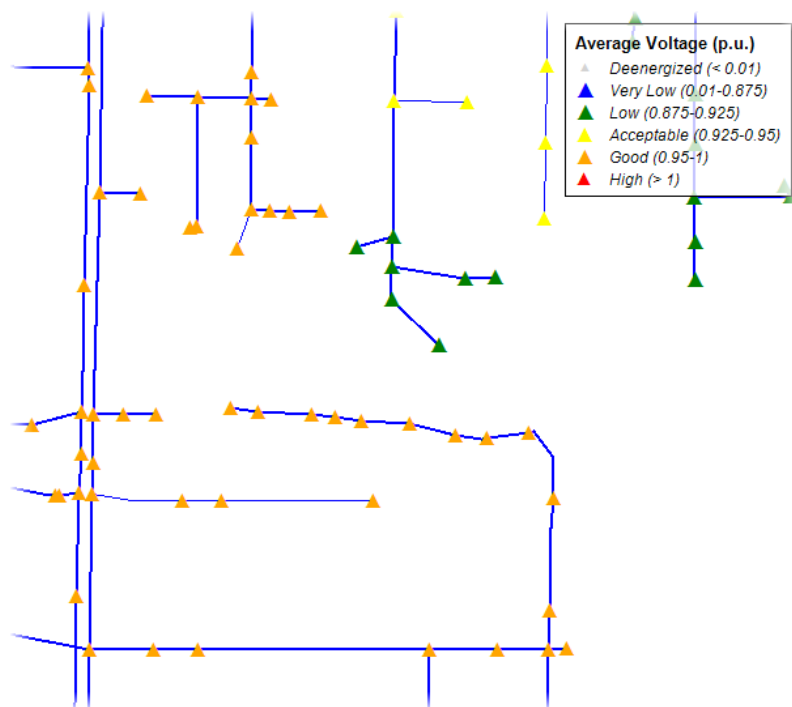 Average Voltage (p.u.)
Deenergized (< 0.01)
Very Low (0.01-0.875)
Low (0.875-0.925)
Acceptable (0.925-0.95)
Good (0.95-1)
High (> 1)